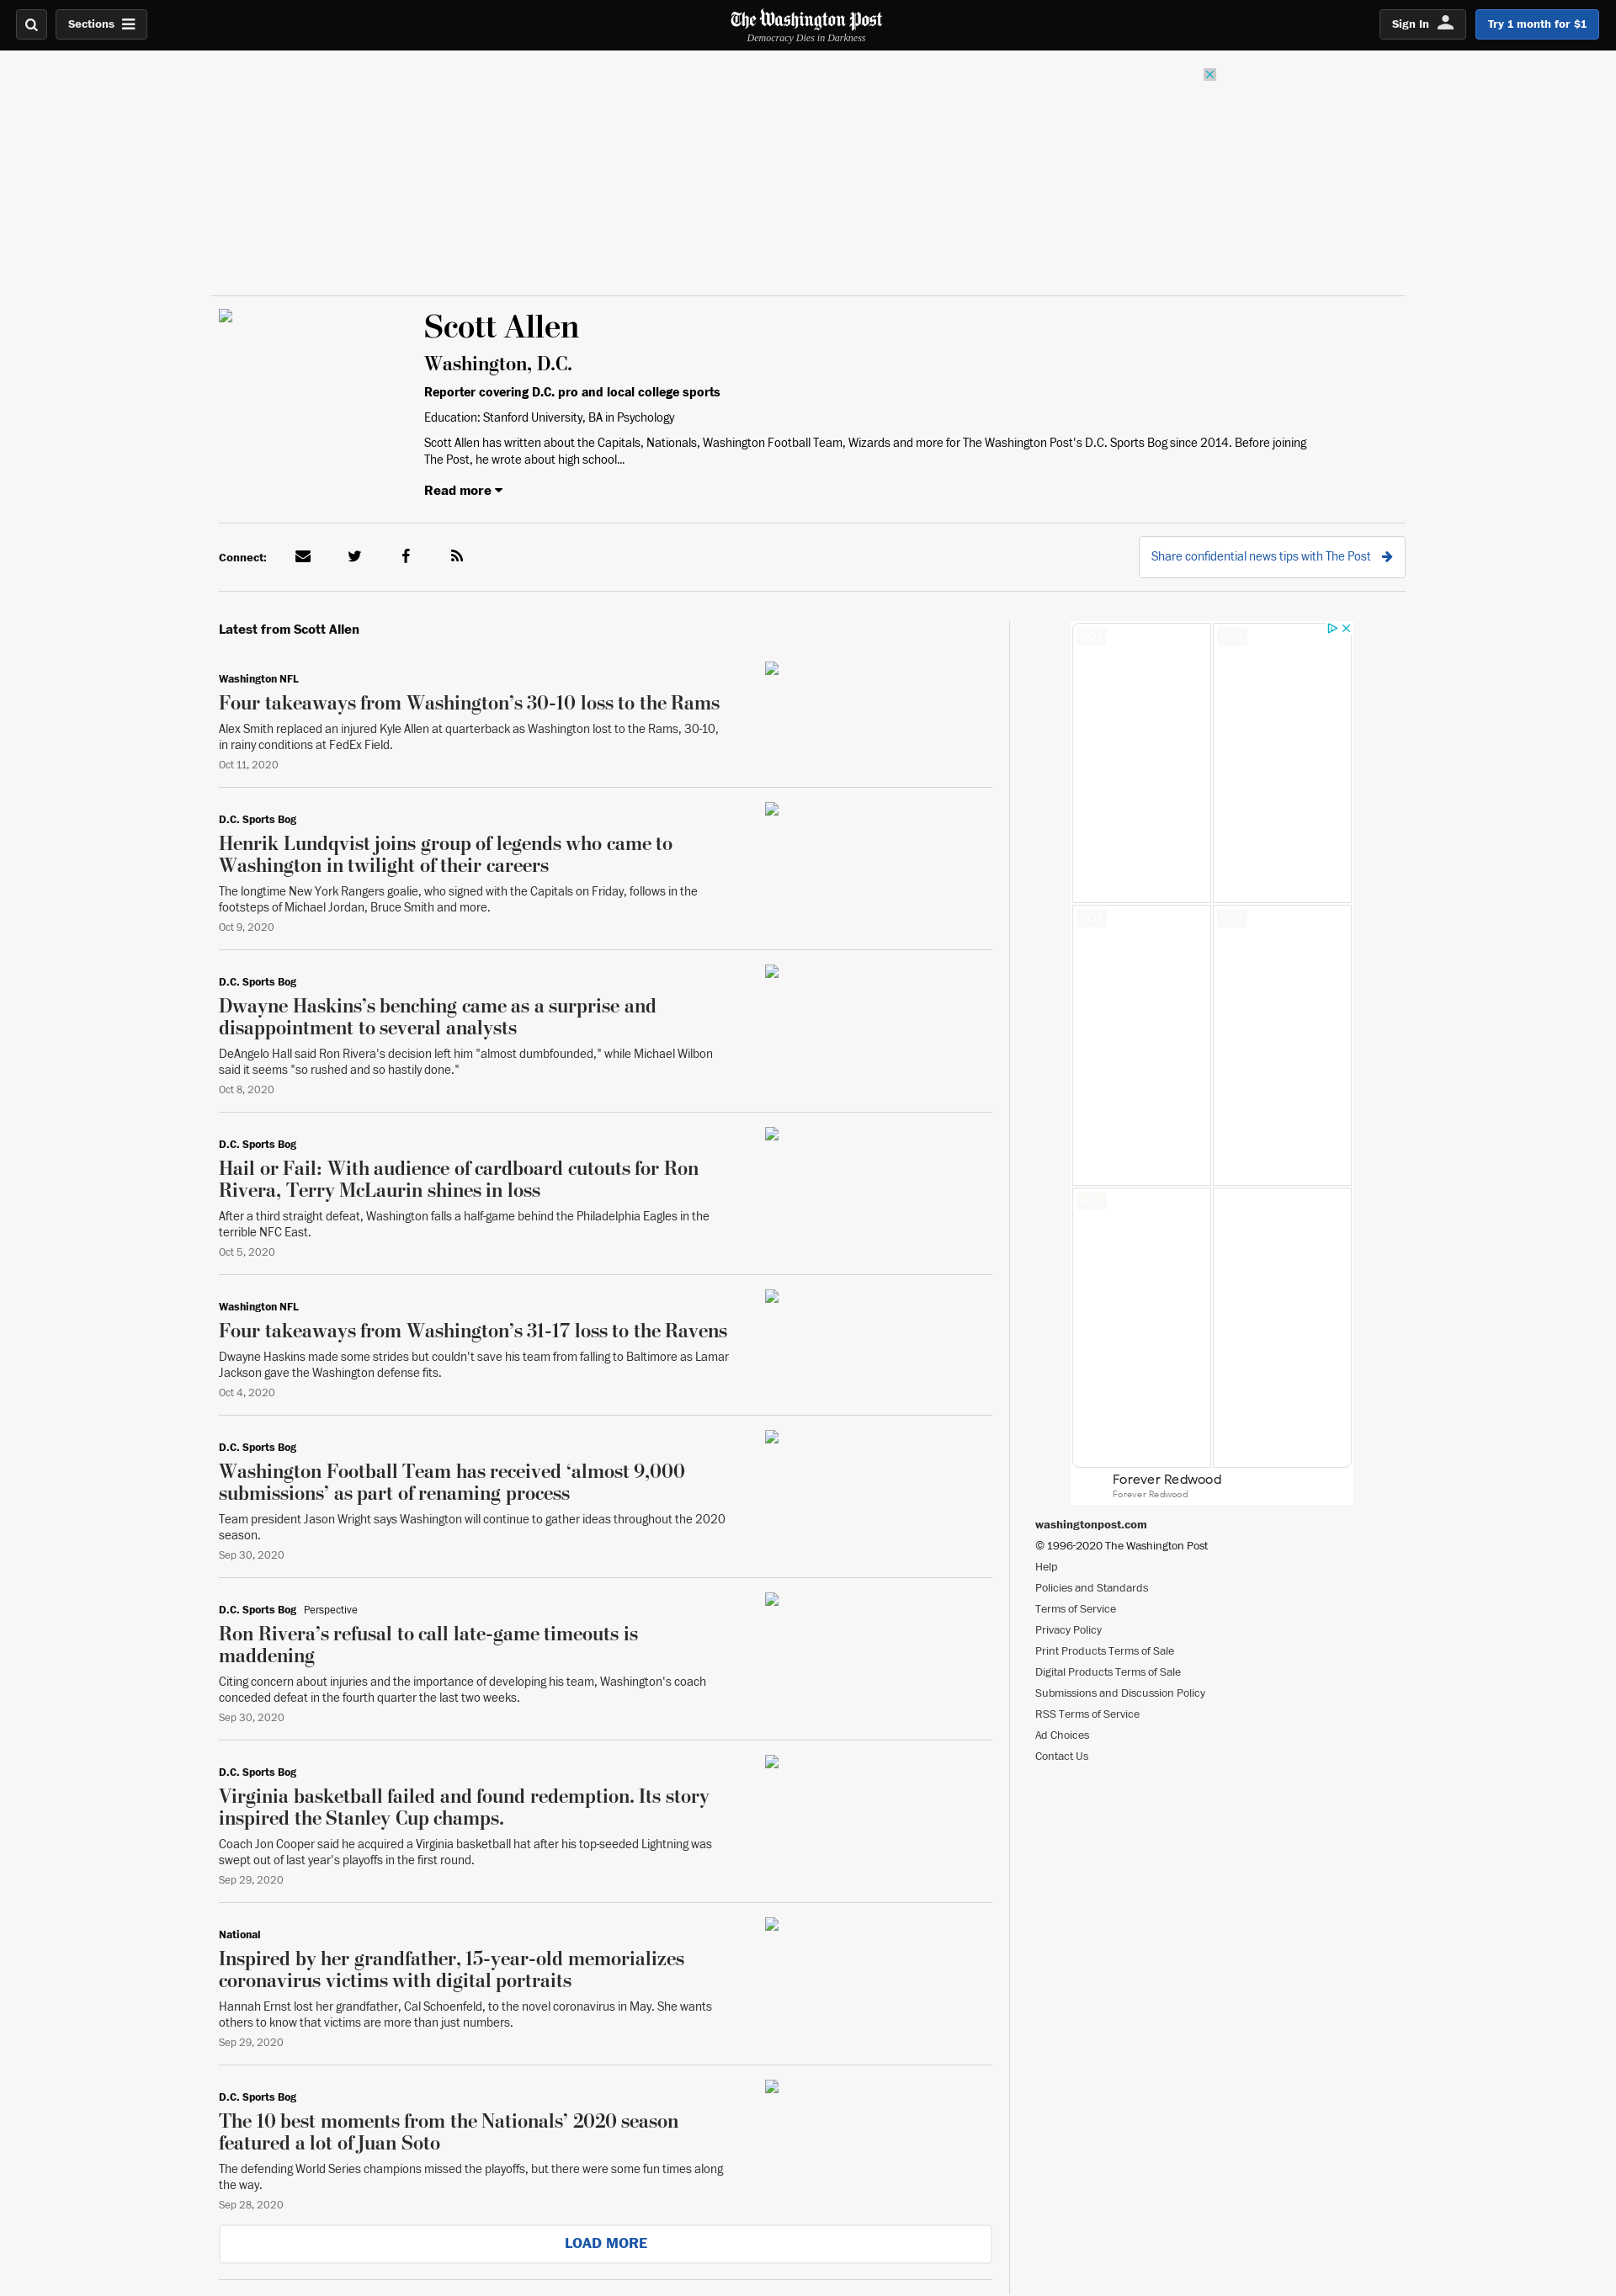 Sections
The Washington Post
Democracy Dies in Darkness
Sign In
Try 1 month for $1
Scott Allen
Washington, D.C.
Reporter covering D.C. pro and local college sports
Education: Stanford University, BA in Psychology
Scott Allen has written about the Capitals, Nationals, Washington Football Team, Wizards and more for The Washington Post's D.C. Sports Bog since 2014. Before joining
The Post, he wrote about high school...
Read more
Connect:
Share confidential news tips with The Post
Latest from Scott Allen
Washington NFL
Four takeaways from Washington’s 30-10 loss to the Rams
Alex Smith replaced an injured Kyle Allen at quarterback as Washington lost to the Rams, 30-10,
in rainy conditions at FedEx Field.
Oct 11, 2020
D.C. Sports Bog
Henrik Lundqvist joins group of legends who came to
Washington in twilight of their careers
The longtime New York Rangers goalie, who signed with the Capitals on Friday, follows in the
footsteps of Michael Jordan, Bruce Smith and more.
Oct 9, 2020
D.C. Sports Bog
Dwayne Haskins’s benching came as a surprise and
disappointment to several analysts
DeAngelo Hall said Ron Rivera's decision left him "almost dumbfounded," while Michael Wilbon
said it seems "so rushed and so hastily done."
Oct 8, 2020
D.C. Sports Bog
Hail or Fail: With audience of cardboard cutouts for Ron
Rivera, Terry McLaurin shines in loss
After a third straight defeat, Washington falls a half-game behind the Philadelphia Eagles in the
terrible NFC East.
Oct 5, 2020
Washington NFL
Four takeaways from Washington’s 31-17 loss to the Ravens
Dwayne Haskins made some strides but couldn't save his team from falling to Baltimore as Lamar
Jackson gave the Washington defense fits.
Oct 4, 2020
D.C. Sports Bog
Washington Football Team has received ‘almost 9,000
submissions’ as part of renaming process
Team president Jason Wright says Washington will continue to gather ideas throughout the 2020
season.
Sep 30, 2020
D.C. Sports Bog Perspective
Ron Rivera’s refusal to call late-game timeouts is
maddening
Citing concern about injuries and the importance of developing his team, Washington's coach
conceded defeat in the fourth quarter the last two weeks.
Sep 30, 2020
D.C. Sports Bog
Virginia basketball failed and found redemption. Its story
inspired the Stanley Cup champs.
Coach Jon Cooper said he acquired a Virginia basketball hat after his top-seeded Lightning was
swept out of last year's playoffs in the first round.
Sep 29, 2020
National
Inspired by her grandfather, 15-year-old memorializes
coronavirus victims with digital portraits
Hannah Ernst lost her grandfather, Cal Schoenfeld, to the novel coronavirus in May. She wants
others to know that victims are more than just numbers.
Sep 29, 2020
D.C. Sports Bog
The 10 best moments from the Nationals’ 2020 season
featured a lot of Juan Soto
The defending World Series champions missed the playoffs, but there were some fun times along
the way.
Sep 28, 2020
LOAD MORE
Forever Redwood
Forever Redwood
washingtonpost.com
© 1996-2020 The Washington Post
Help
Policies and Standards
Terms of Service
Privacy Policy
Print Products Terms of Sale
Digital Products Terms of Sale
Submissions and Discussion Policy
RSS Terms of Service
Ad Choices
Contact Us